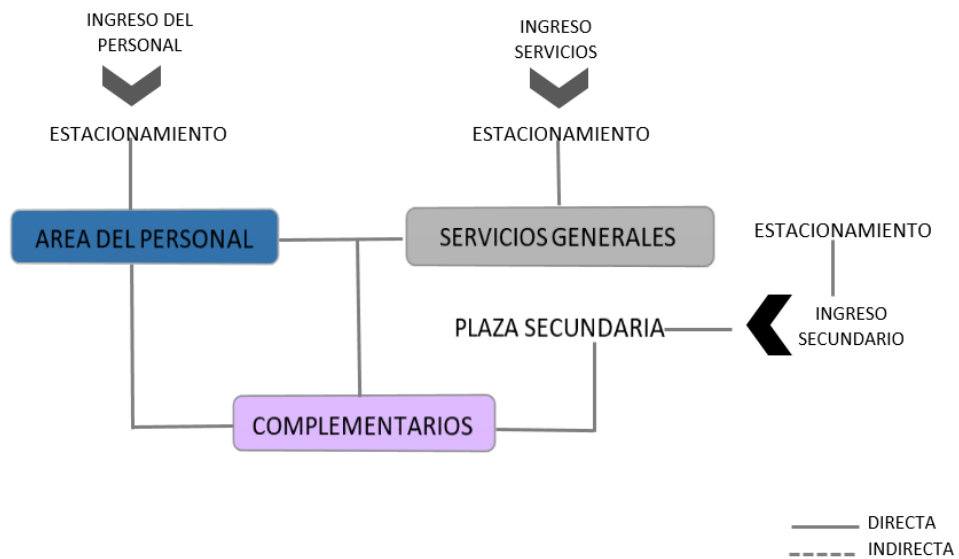 INGRESO DEL
PERSONAL
INGRESO
SERVICIOS
ESTACIONAMIENTO
ESTACIONAMIENTO
AREA DEL PERSONAL
SERVICIOS GENERALES
ESTACIONAMIENTO
PLAZA SECUNDARIA
INGRESO
SECUNDARIO
COMPLEMENTARIOS
DIRECTA
INDIRECTA